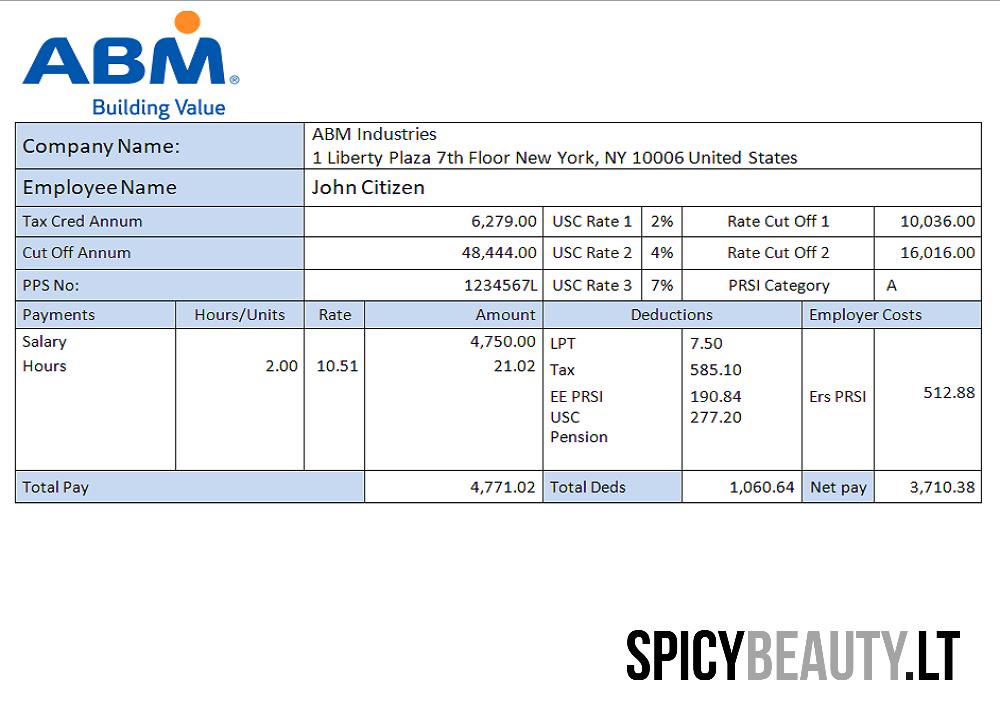 ABM®
Building Value
Company Name: ABM Industries
1 Liberty Plaza 7th Floor New York, NY 10006 United States
Employee Name John Citizen
Tax Cred Annum 6,279.00 USC Rate 1 2% Rate Cut Off 1 10,036.00
Cut Off Annum 48,444.00 USC Rate 2 4% Rate Cut Off 2 16,016.00
PPS No: 1234567L USC Rate 3 7% PRSI Category A
Payments Hours/Units Rate Amount Deductions Employer Costs
Salary 4,750.00 LPT 7.50
Hours 2.00 10.51 21.02 Tax 585.10
EE PRSI 190.84 Ers PRSI 512.88
USC 277.20
Pension
Total Pay 4,771.02 Total Deds 1,060.64 Net pay 3,710.38
SPICYBEAUTY.LT